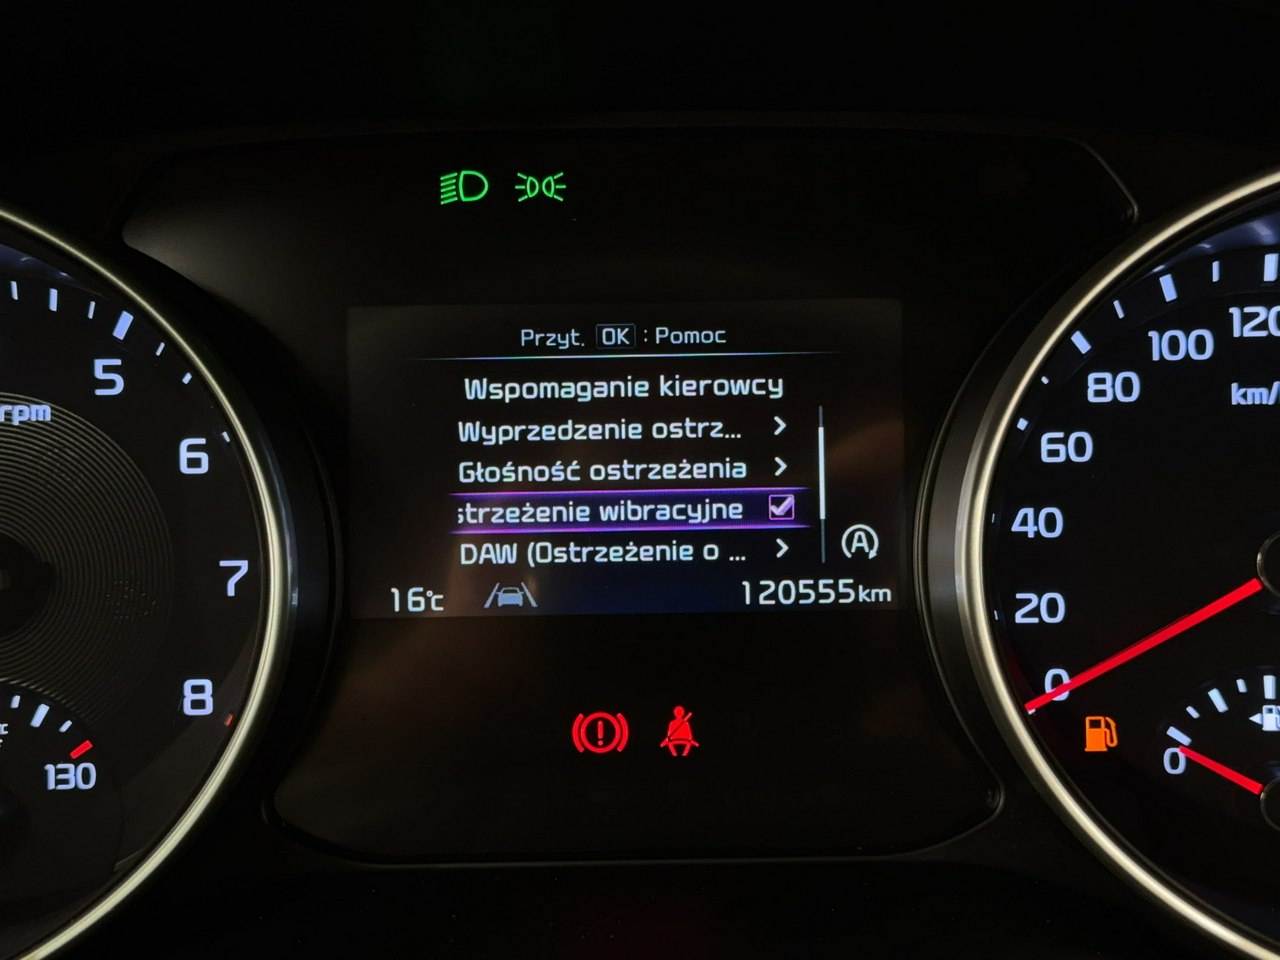 Przyt. OK : Pomoc
Wspomaganie kierowcy
Wyprzedzenie ostrz... >
Głośność ostrzeżenia >
strzeżenie wibracyjne
DAW (Ostrzeżenie o ... >
A
16°C
120555km
5
rpm
6
7
8
130
120
100
km/
80
60
40
20
0
0